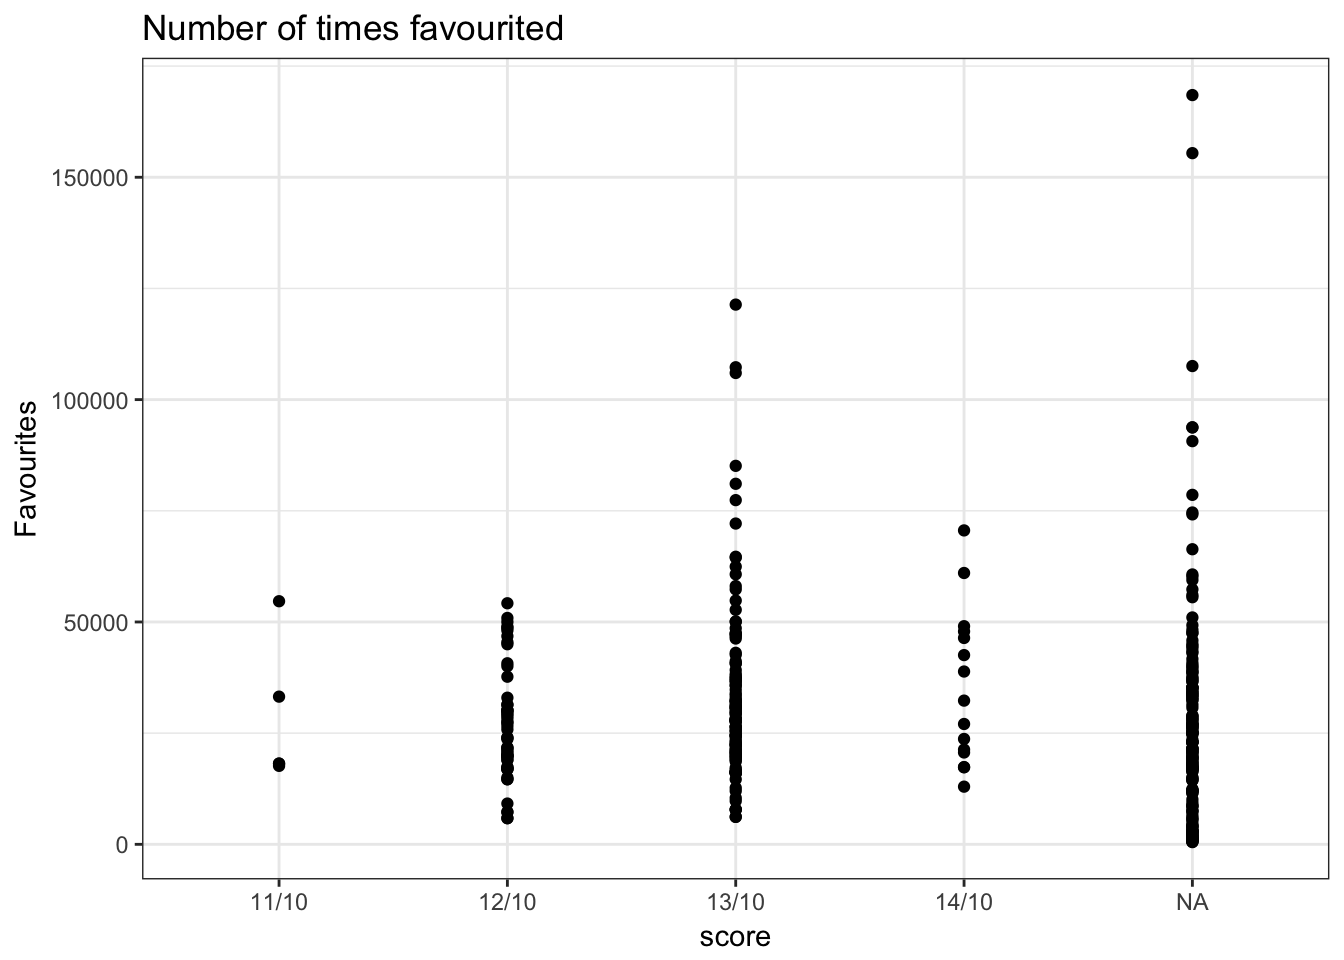 Number of times favourited
Favourites
150000
100000
50000
0
11/10 12/10 13/10 14/10 NA
score